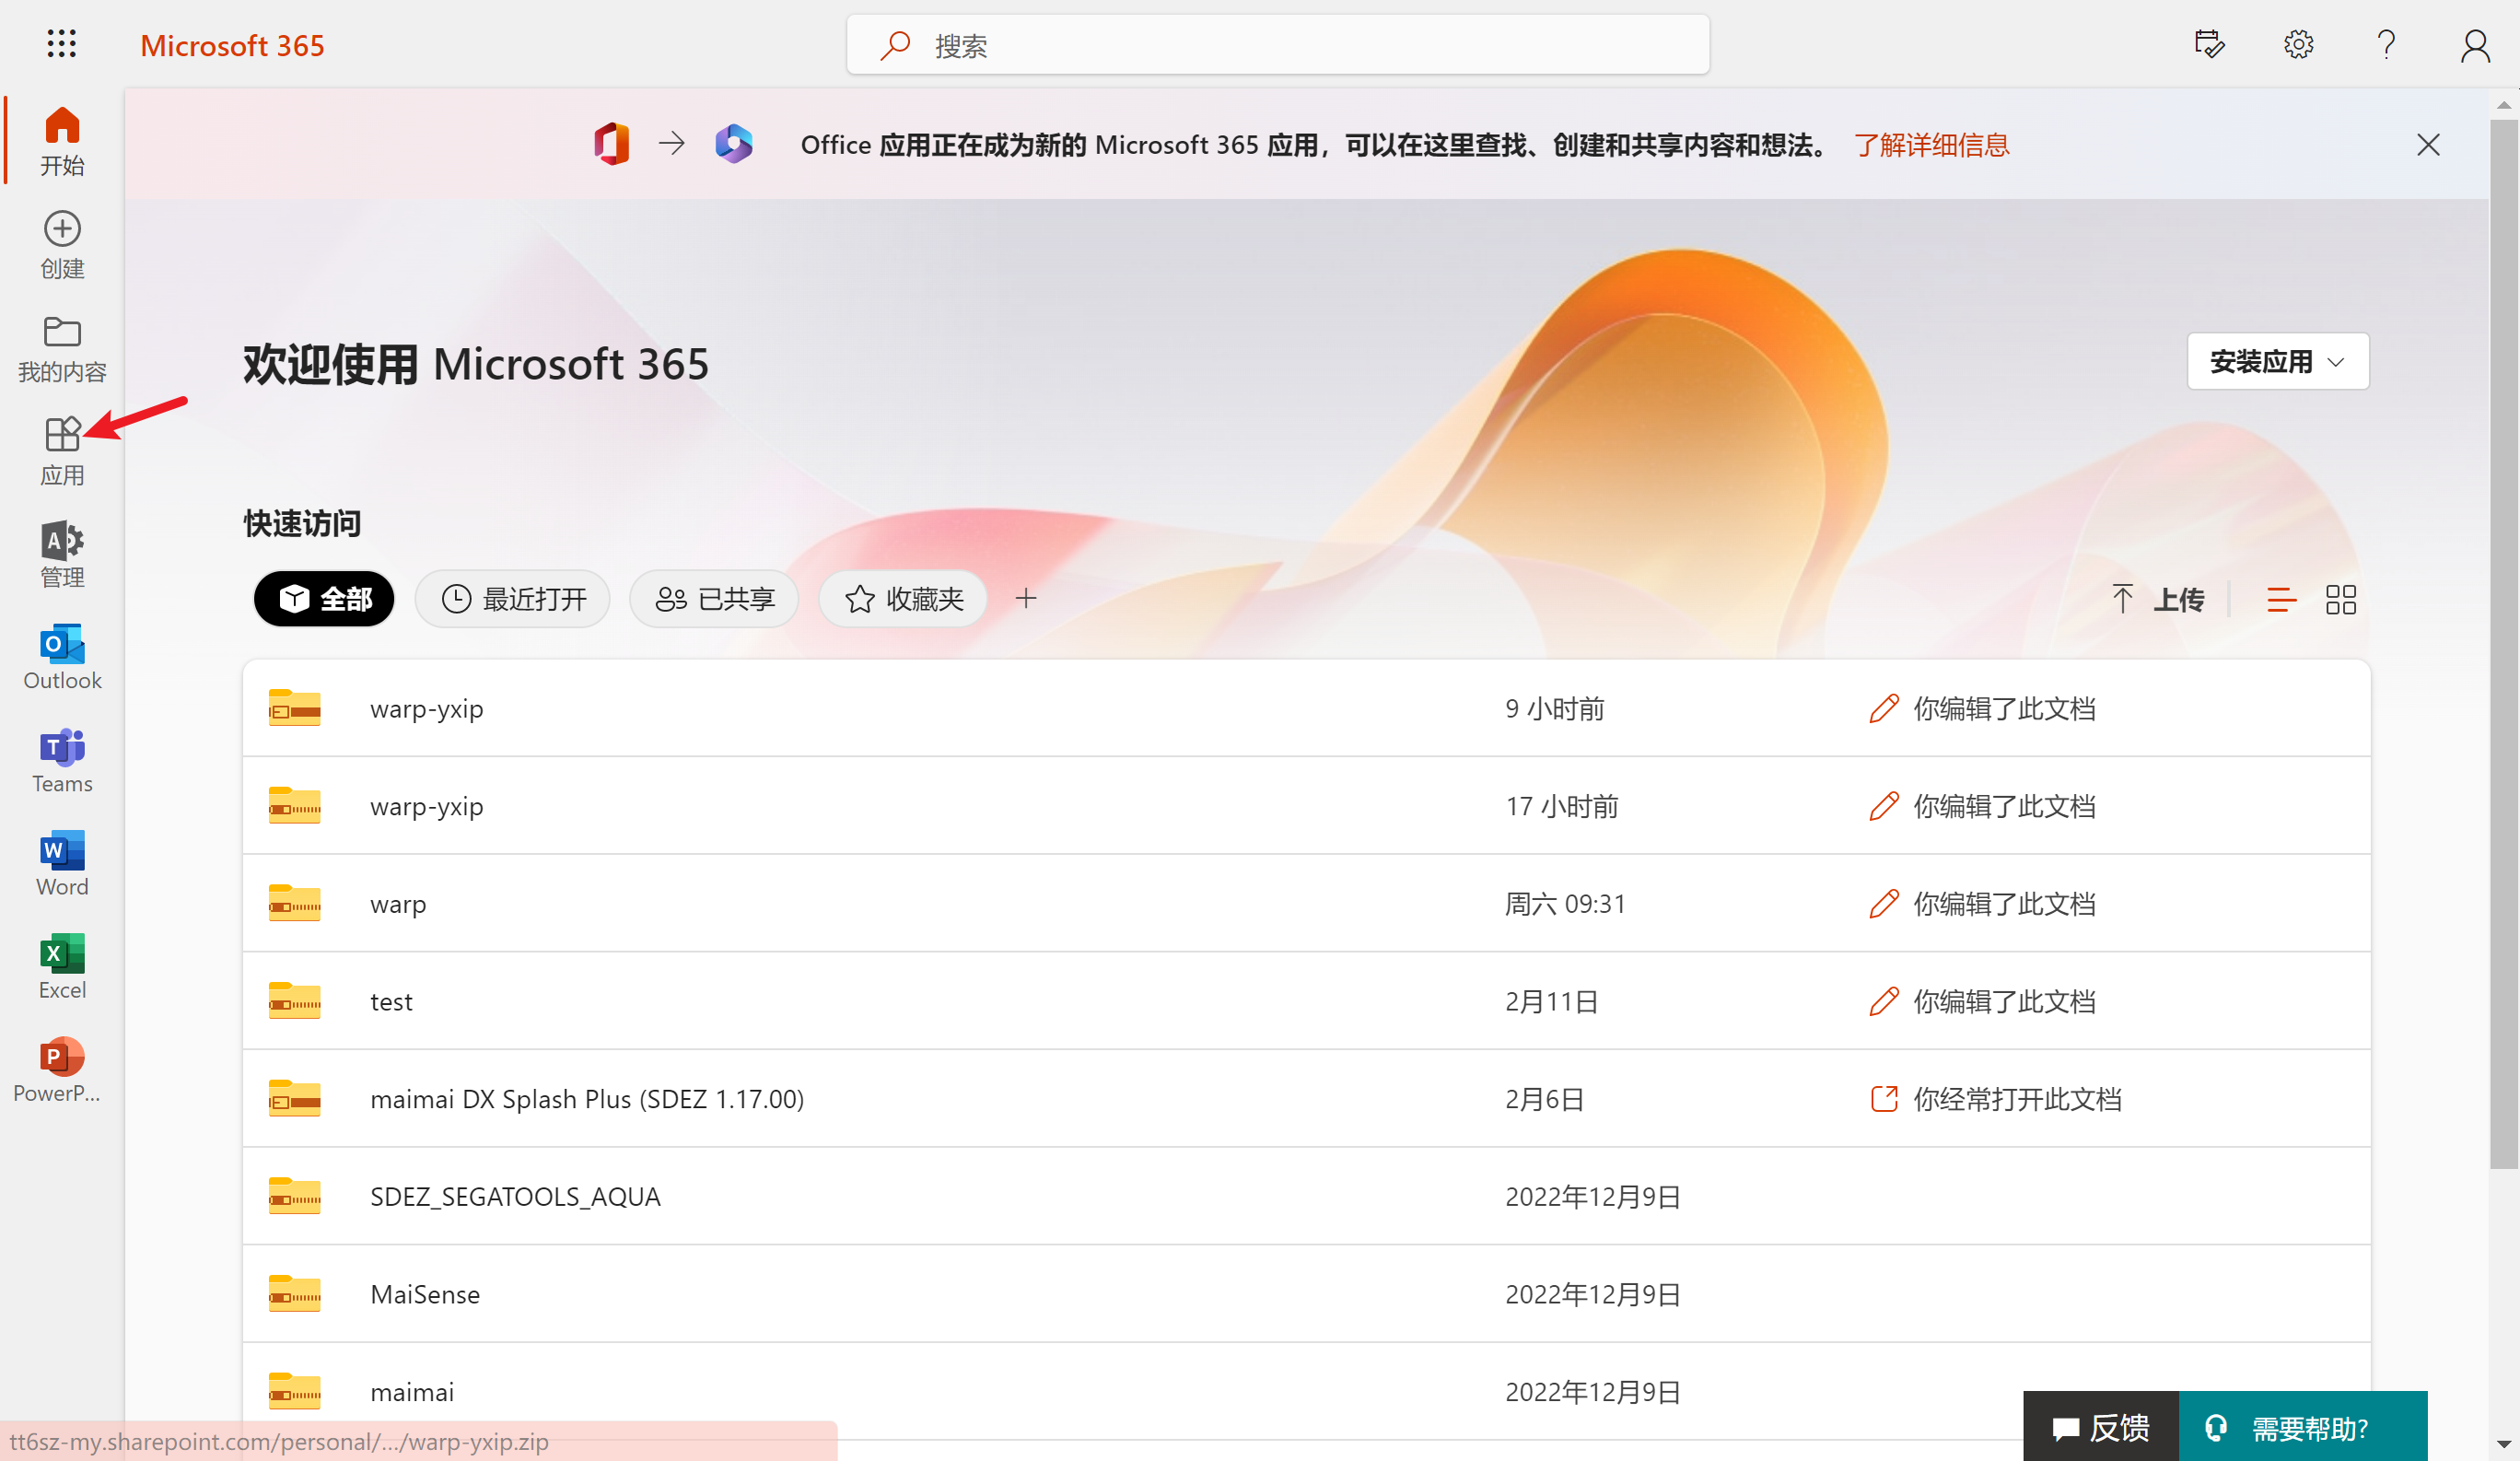 Microsoft 365
搜索
Office 应用正在成为新的 Microsoft 365 应用，可以在这里查找、创建和共享内容和想法。 了解详细信息
开始
创建
我的内容
应用
管理
Outlook
Teams
Word
Excel
PowerP...
欢迎使用 Microsoft 365
安装应用
快速访问
全部 最近打开 已共享 收藏夹 +
上传
warp-yxip 9 小时前 你编辑了此文档
warp-yxip 17 小时前 你编辑了此文档
warp 周六 09:31 你编辑了此文档
test 2月11日 你编辑了此文档
maimai DX Splash Plus (SDEZ 1.17.00) 2月6日 你经常打开此文档
SDEZ_SEGATOOLS_AQUA 2022年12月9日
MaiSense 2022年12月9日
maimai 2022年12月9日
反馈 需要帮助?
tt6sz-my.sharepoint.com/personal/.../warp-yxip.zip